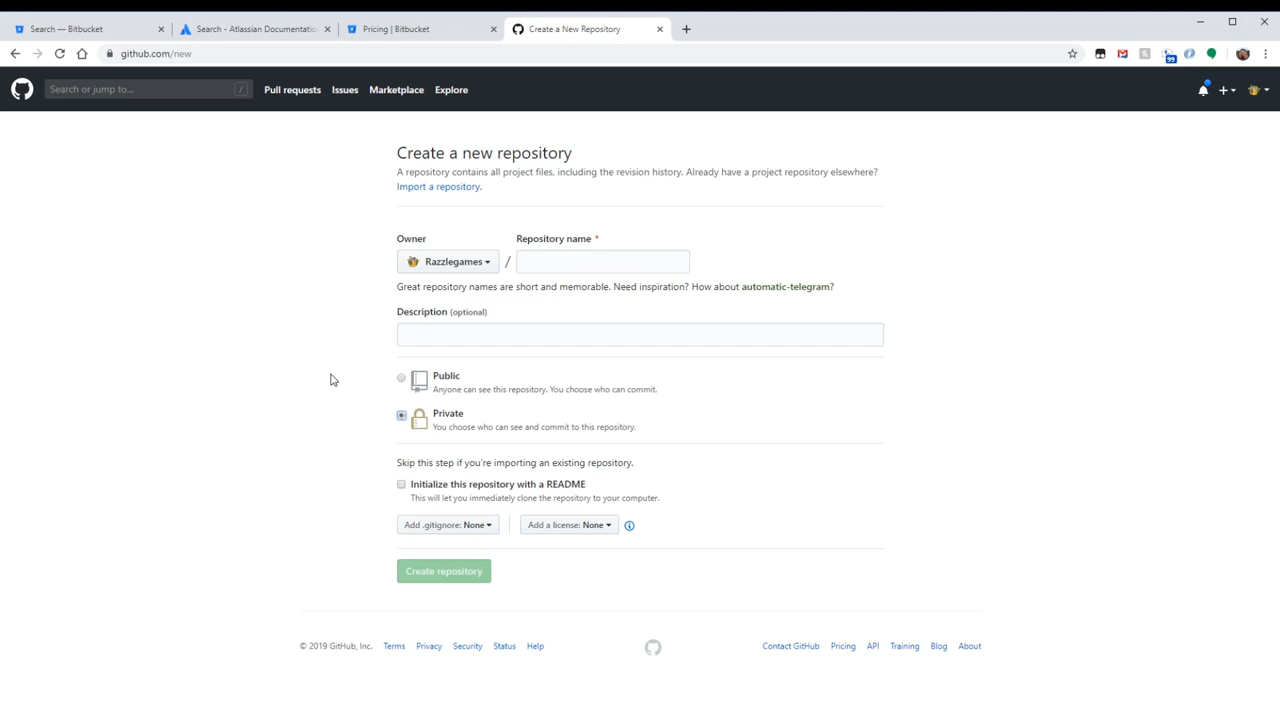 Search — Bitbucket
Search - Atlassian Documentatio
Pricing | Bitbucket
Create a New Repository
github.com/new
99
Search or jump to...
/
Pull requests
Issues
Marketplace
Explore
Create a new repository
A repository contains all project files, including the revision history. Already have a project repository elsewhere?
Import a repository.
Owner
Repository name *
Razzlegames
/
Great repository names are short and memorable. Need inspiration? How about automatic-telegram?
Description (optional)
Public
Anyone can see this repository. You choose who can commit.
Private
You choose who can see and commit to this repository.
Skip this step if you're importing an existing repository.
Initialize this repository with a README
This will let you immediately clone the repository to your computer.
Add .gitignore: None
Add a license: None
Create repository
© 2019 GitHub, Inc.
Terms
Privacy
Security
Status
Help
Contact GitHub
Pricing
API
Training
Blog
About